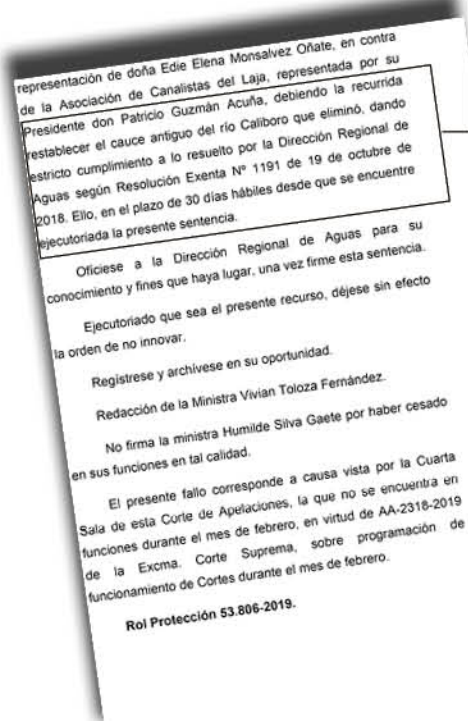 representación de doña Edie Elena Monsalvez Oñate, en contra
de la Asociación de Canalistas del Laja, representada por su
Presidente don Patricio Guzmán Acuña, debiendo la recurrida
restablecer el cauce antiguo del río Caliboro que eliminó, dando
estricto cumplimiento a lo resuelto por la Dirección Regional de
Aguas según Resolución Exenta Nº 1191 de 19 de octubre de
2018. Ello, en el plazo de 30 días hábiles desde que se encuentre
ejecutoriada la presente sentencia.
Ofíciese a la Dirección Regional de Aguas para su
conocimiento y fines que haya lugar, una vez firme esta sentencia.
Ejecutoriado que sea el presente recurso, déjese sin efecto
la orden de no innovar.
Regístrese y archívese en su oportunidad.
Redacción de la Ministra Vivian Toloza Fernández.
No firma la ministra Humilde Silva Gaete por haber cesado
en sus funciones en tal calidad.
El presente fallo corresponde a causa vista por la Cuarta
Sala de esta Corte de Apelaciones, la que no se encuentra en
funciones durante el mes de febrero, en virtud de AA-2318-2019
de la Excma. Corte Suprema, sobre programación de
funcionamiento de Cortes durante el mes de febrero.
Rol Protección 53.806-2019.